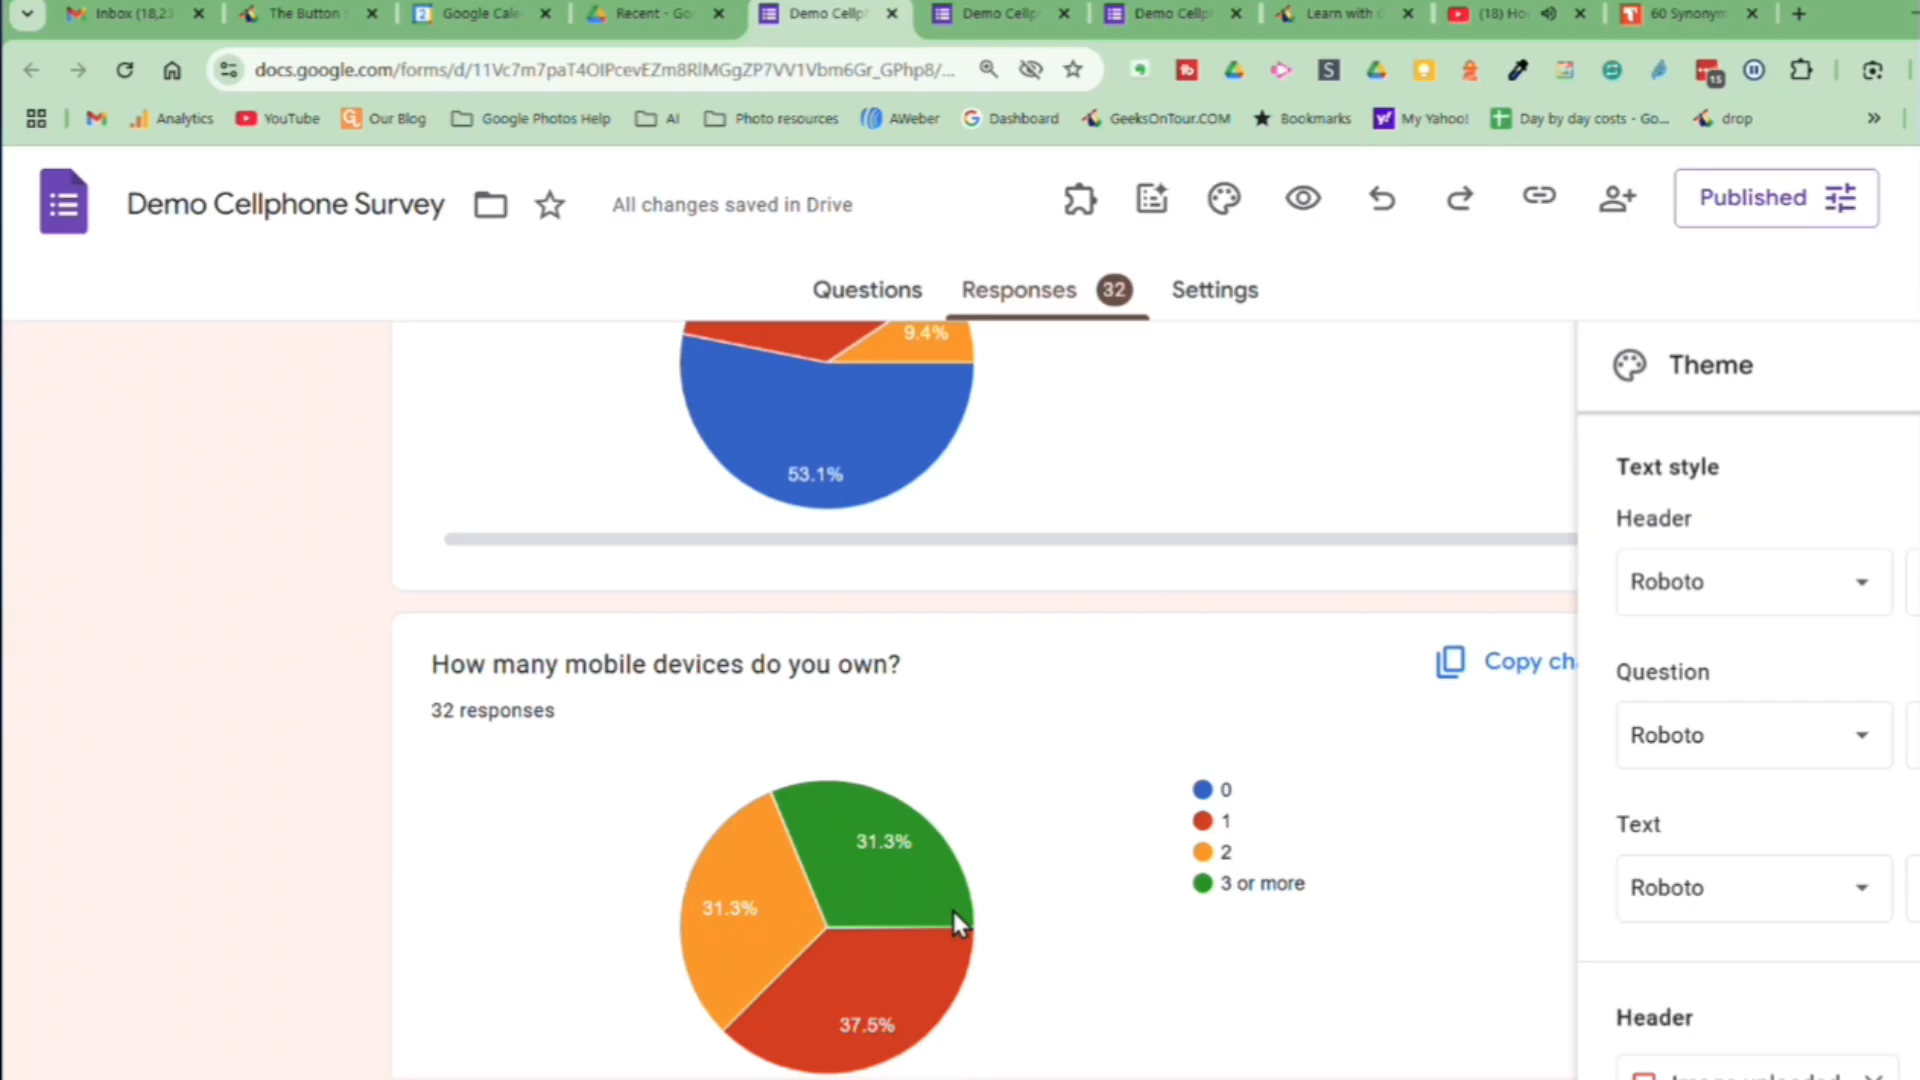 Inbox (18,23
The Button
Google Cale
Recent - Go
Demo Cellp
Demo Cellp
Demo Cellp
Learn with
(18) Ho
60 Synonym
docs.google.com/forms/d/11Vc7m7paT4OIPcevEZm8RlMGgZP7VV1Vbm6Gr_GPhp8/...
15
Analytics
YouTube
Our Blog
Google Photos Help
AI
Photo resources
AWeber
Dashboard
GeeksOnTour.COM
Bookmarks
My Yahoo!
Day by day costs - Go...
drop
Demo Cellphone Survey
All changes saved in Drive
Published
Questions
Responses 32
Settings
9.4%
53.1%
How many mobile devices do you own?
32 responses
Copy ch
31.3%
31.3%
37.5%
0
1
2
3 or more
Theme
Text style
Header
Roboto
Question
Roboto
Text
Roboto
Header